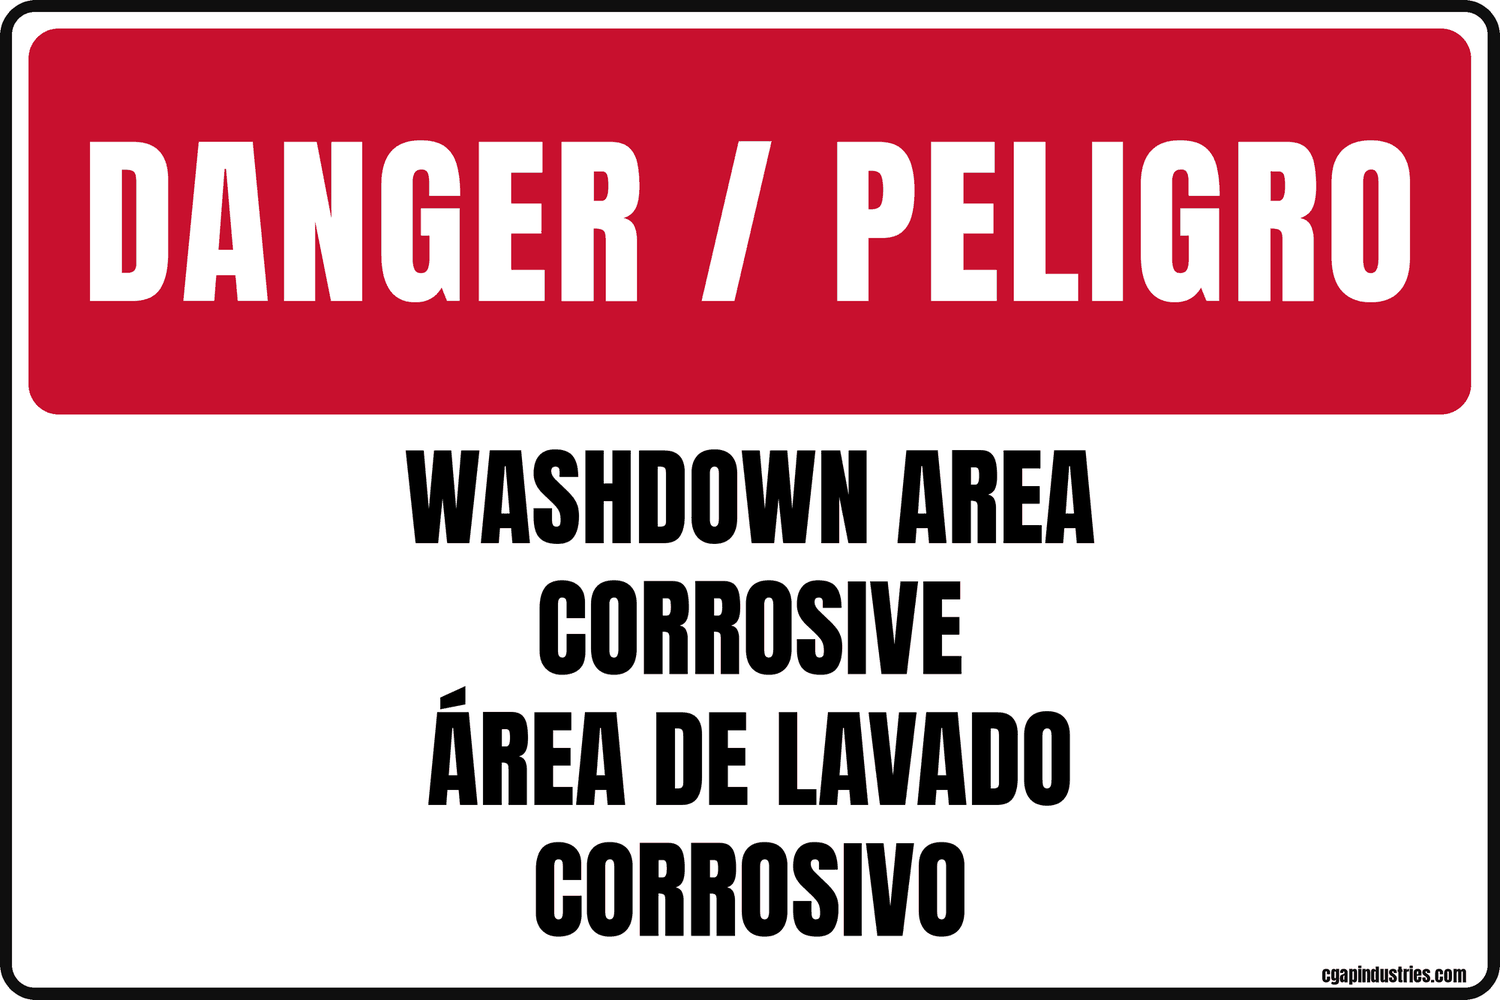 DANGER / PELIGRO
WASHDOWN AREA
CORROSIVE
ÁREA DE LAVADO
CORROSIVO
cgapindustries.com